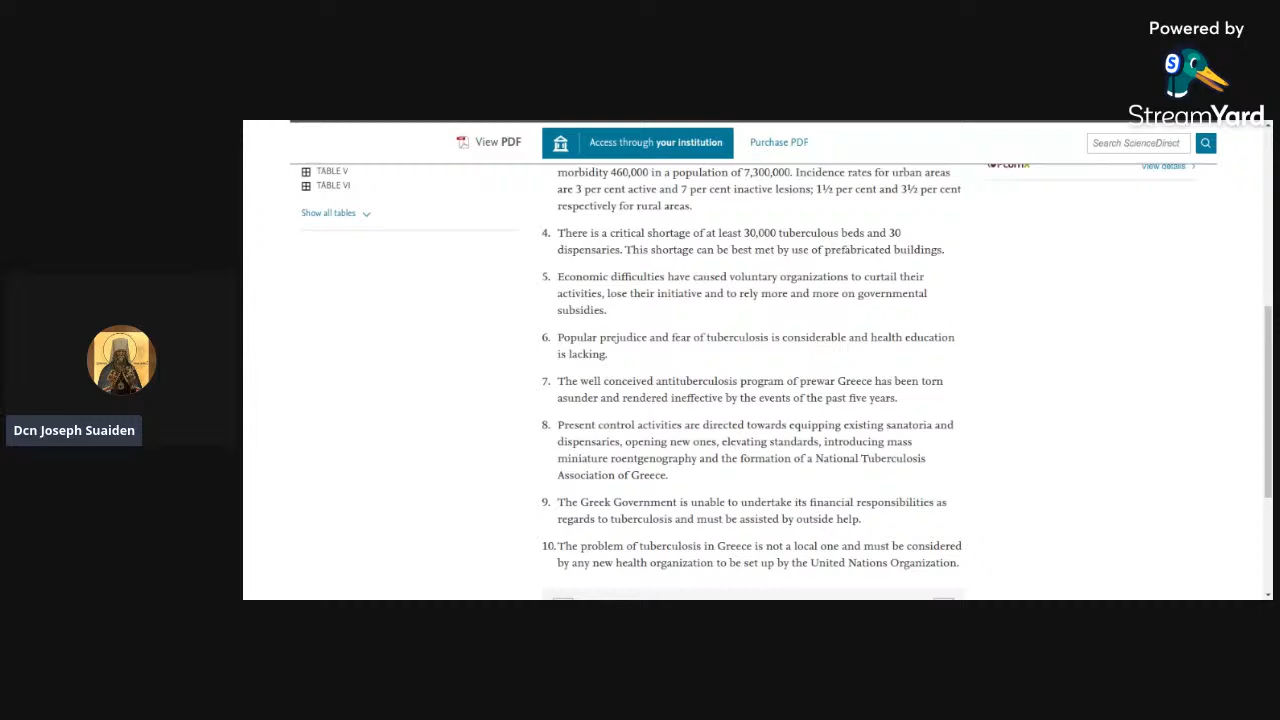 Powered by
StreamYard
View PDF
Access through your institution
Purchase PDF
Search ScienceDirect
TABLE V
TABLE VI
Show all tables
View details
morbidity 460,000 in a population of 7,300,000. Incidence rates for urban areas
are 3 per cent active and 7 per cent inactive lesions; 1½ per cent and 3½ per cent
respectively for rural areas.
4. There is a critical shortage of at least 30,000 tuberculous beds and 30
dispensaries. This shortage can be best met by use of prefabricated buildings.
5. Economic difficulties have caused voluntary organizations to curtail their
activities, lose their initiative and to rely more and more on governmental
subsidies.
6. Popular prejudice and fear of tuberculosis is considerable and health education
is lacking.
7. The well conceived antituberculosis program of prewar Greece has been torn
asunder and rendered ineffective by the events of the past five years.
8. Present control activities are directed towards equipping existing sanatoria and
dispensaries, opening new ones, elevating standards, introducing mass
miniature roentgenography and the formation of a National Tuberculosis
Association of Greece.
9. The Greek Government is unable to undertake its financial responsibilities as
regards to tuberculosis and must be assisted by outside help.
10. The problem of tuberculosis in Greece is not a local one and must be considered
by any new health organization to be set up by the United Nations Organization.
Dcn Joseph Suaiden